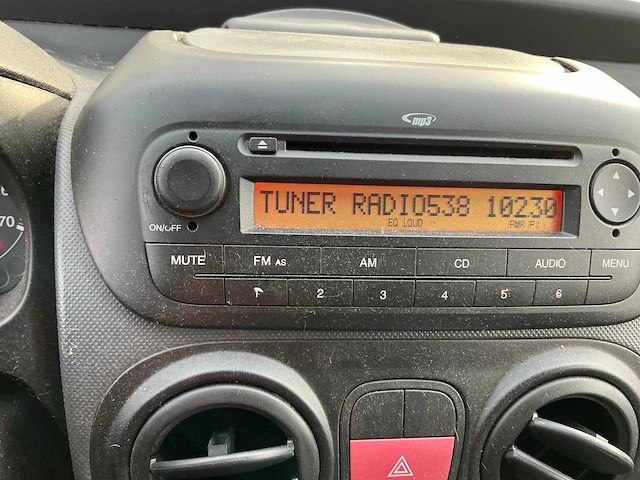 mp3
TUNER RADIO538 10230
EQ LOUD
ON/OFF
MUTE FM AS AM CD AUDIO MENU
2 3 4 5 6
70